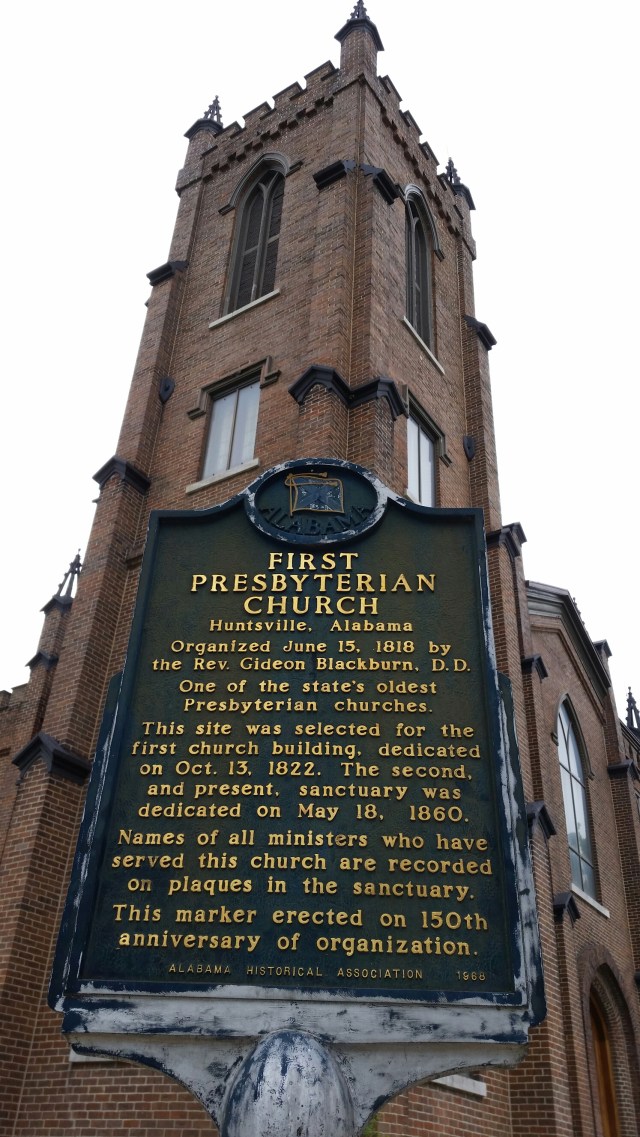 ALABAMA
FIRST
PRESBYTERIAN
CHURCH
Huntsville, Alabama
Organized June 15, 1818 by
the Rev. Gideon Blackburn, D.D.
One of the state's oldest
Presbyterian churches.
This site was selected for the
first church building, dedicated
on Oct. 13, 1822. The second,
and present, sanctuary was
dedicated on May 18, 1860.
Names of all ministers who have
served this church are recorded
on plaques in the sanctuary.
This marker erected on 150th
anniversary of organization.
ALABAMA HISTORICAL ASSOCIATION 1968